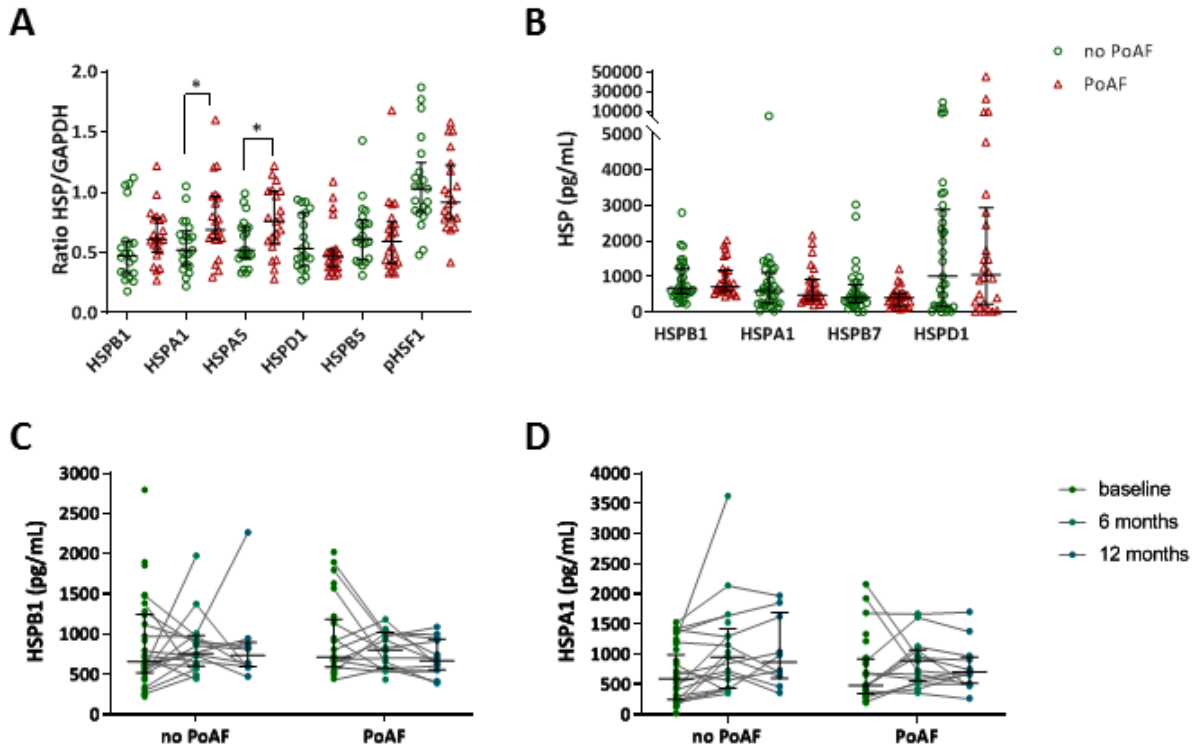 A
Ratio HSP/GAPDH
2.0
1.5
1.0
0.5
0.0
*
*
HSPB1
HSPA1
HSPA5
HSPD1
HSPB5
pHSF1
B
HSP (pg/mL)
50000
30000
10000
5000
4000
3000
2000
1000
0
HSPB1
HSPA1
HSPB7
HSPD1
no PoAF
PoAF
C
HSPB1 (pg/mL)
3000
2500
2000
1500
1000
500
0
no PoAF
PoAF
D
HSPA1 (pg/mL)
4000
3500
3000
2500
2000
1500
1000
500
0
no PoAF
PoAF
baseline
6 months
12 months